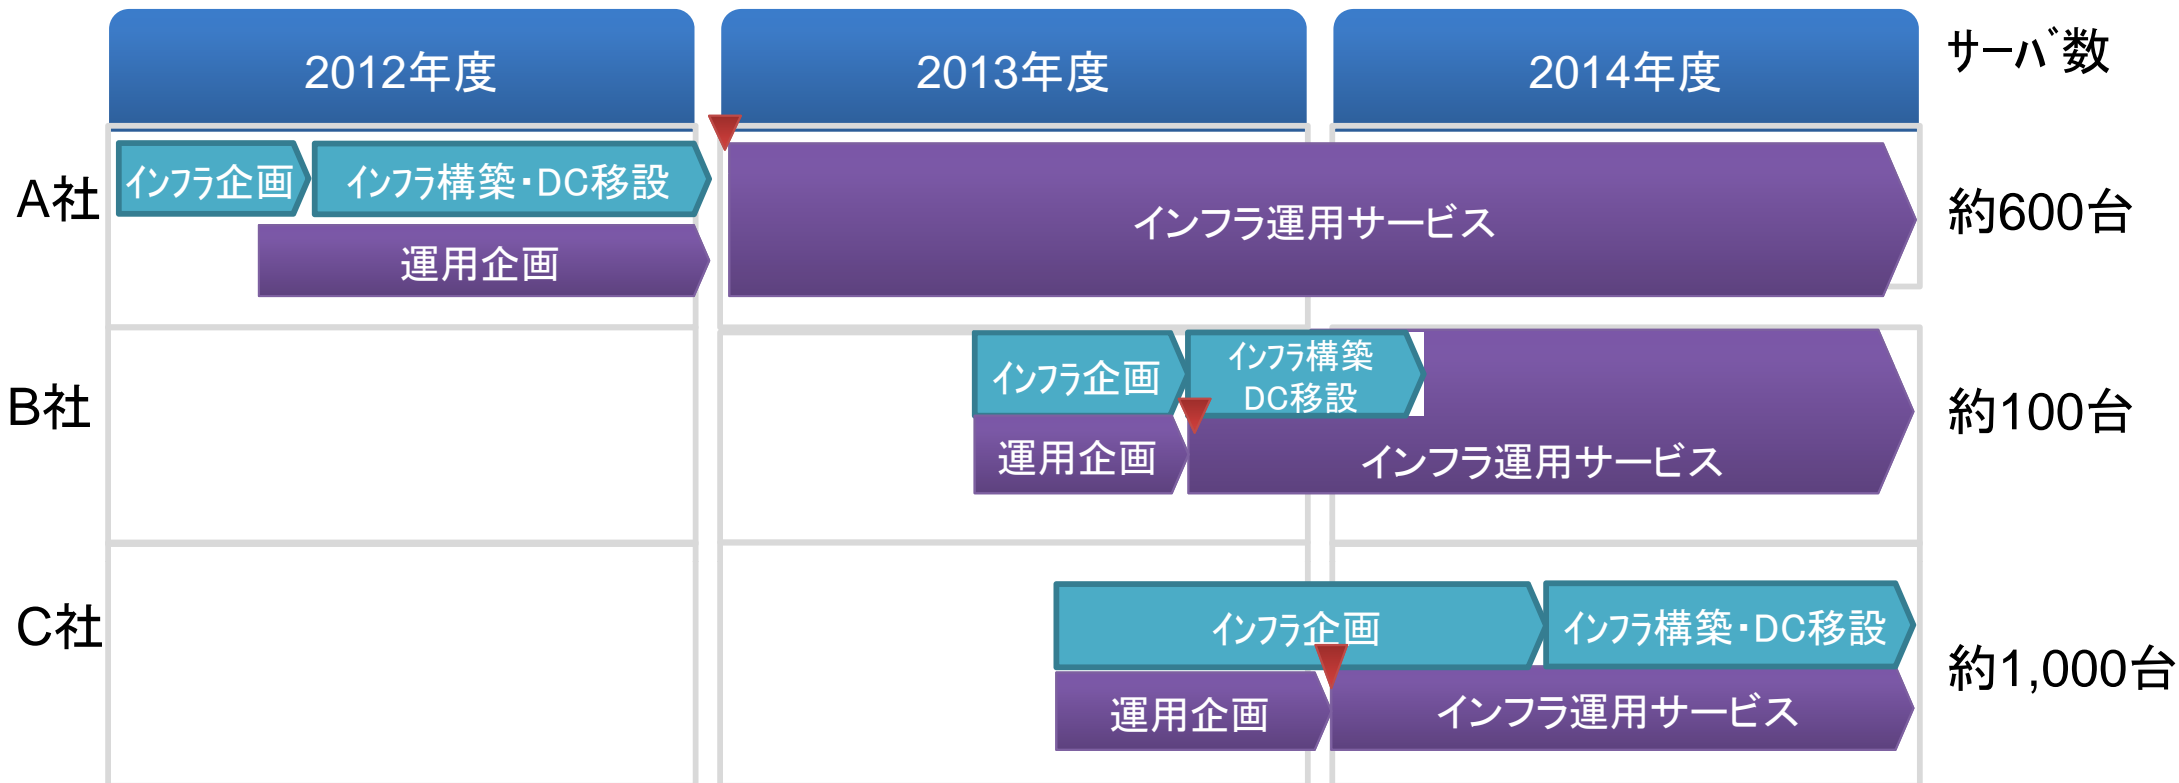 2012年度
2013年度
2014年度
ｻｰﾊﾞ数
A社
ｲﾝﾌﾗ企画
ｲﾝﾌﾗ構築･DC移設
運用企画
インフラ運用サービス
約600台
B社
ｲﾝﾌﾗ企画
ｲﾝﾌﾗ構築
DC移設
運用企画
インフラ運用サービス
約100台
C社
ｲﾝﾌﾗ企画
ｲﾝﾌﾗ構築･DC移設
運用企画
インフラ運用サービス
約1,000台